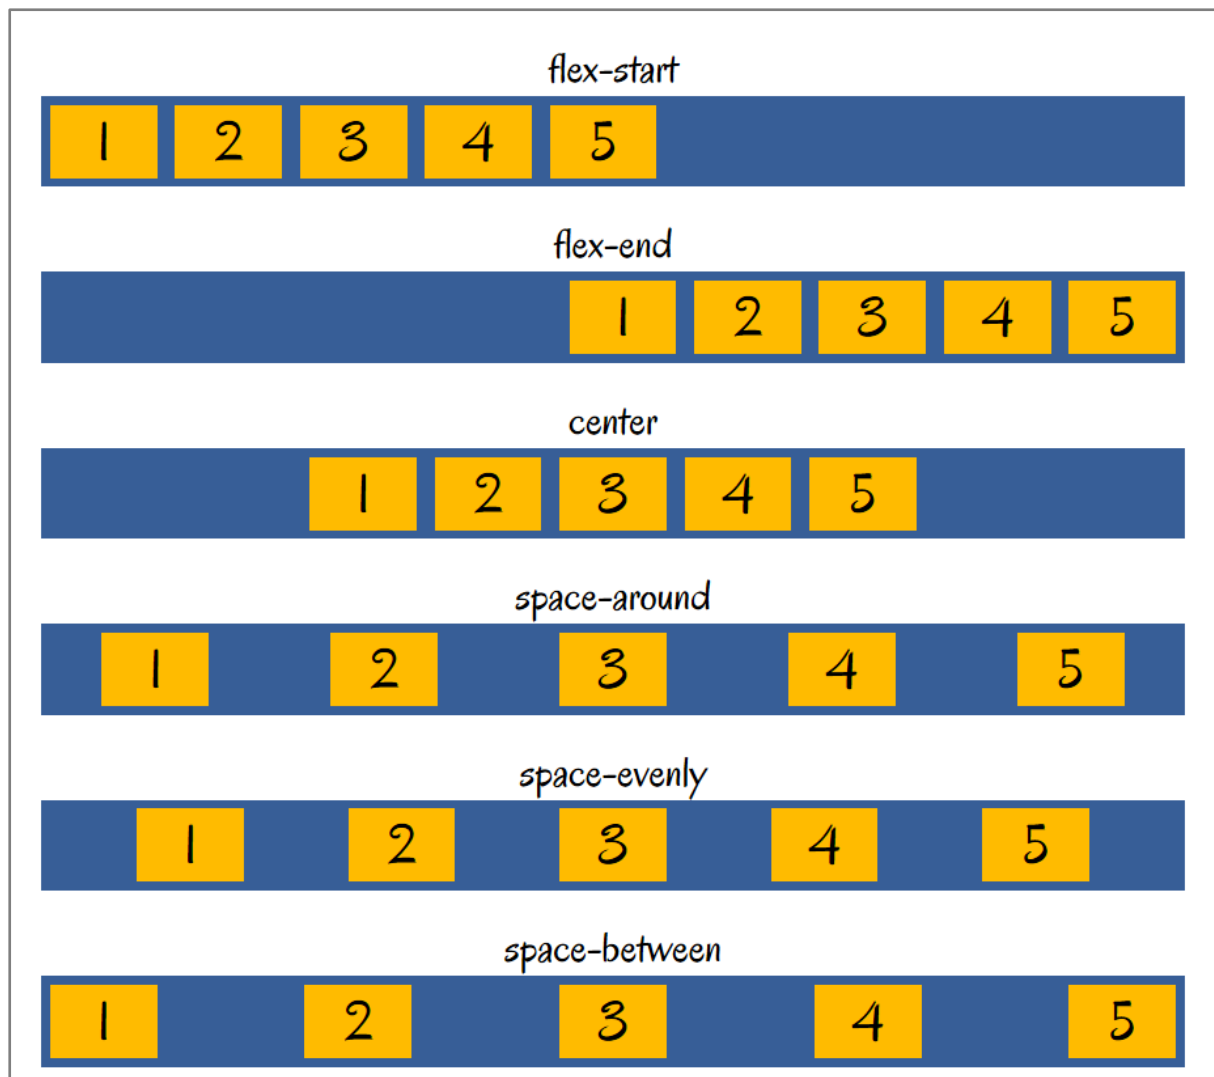 flex-start
1 2 3 4 5
flex-end
1 2 3 4 5
center
1 2 3 4 5
space-around
1 2 3 4 5
space-evenly
1 2 3 4 5
space-between
1 2 3 4 5